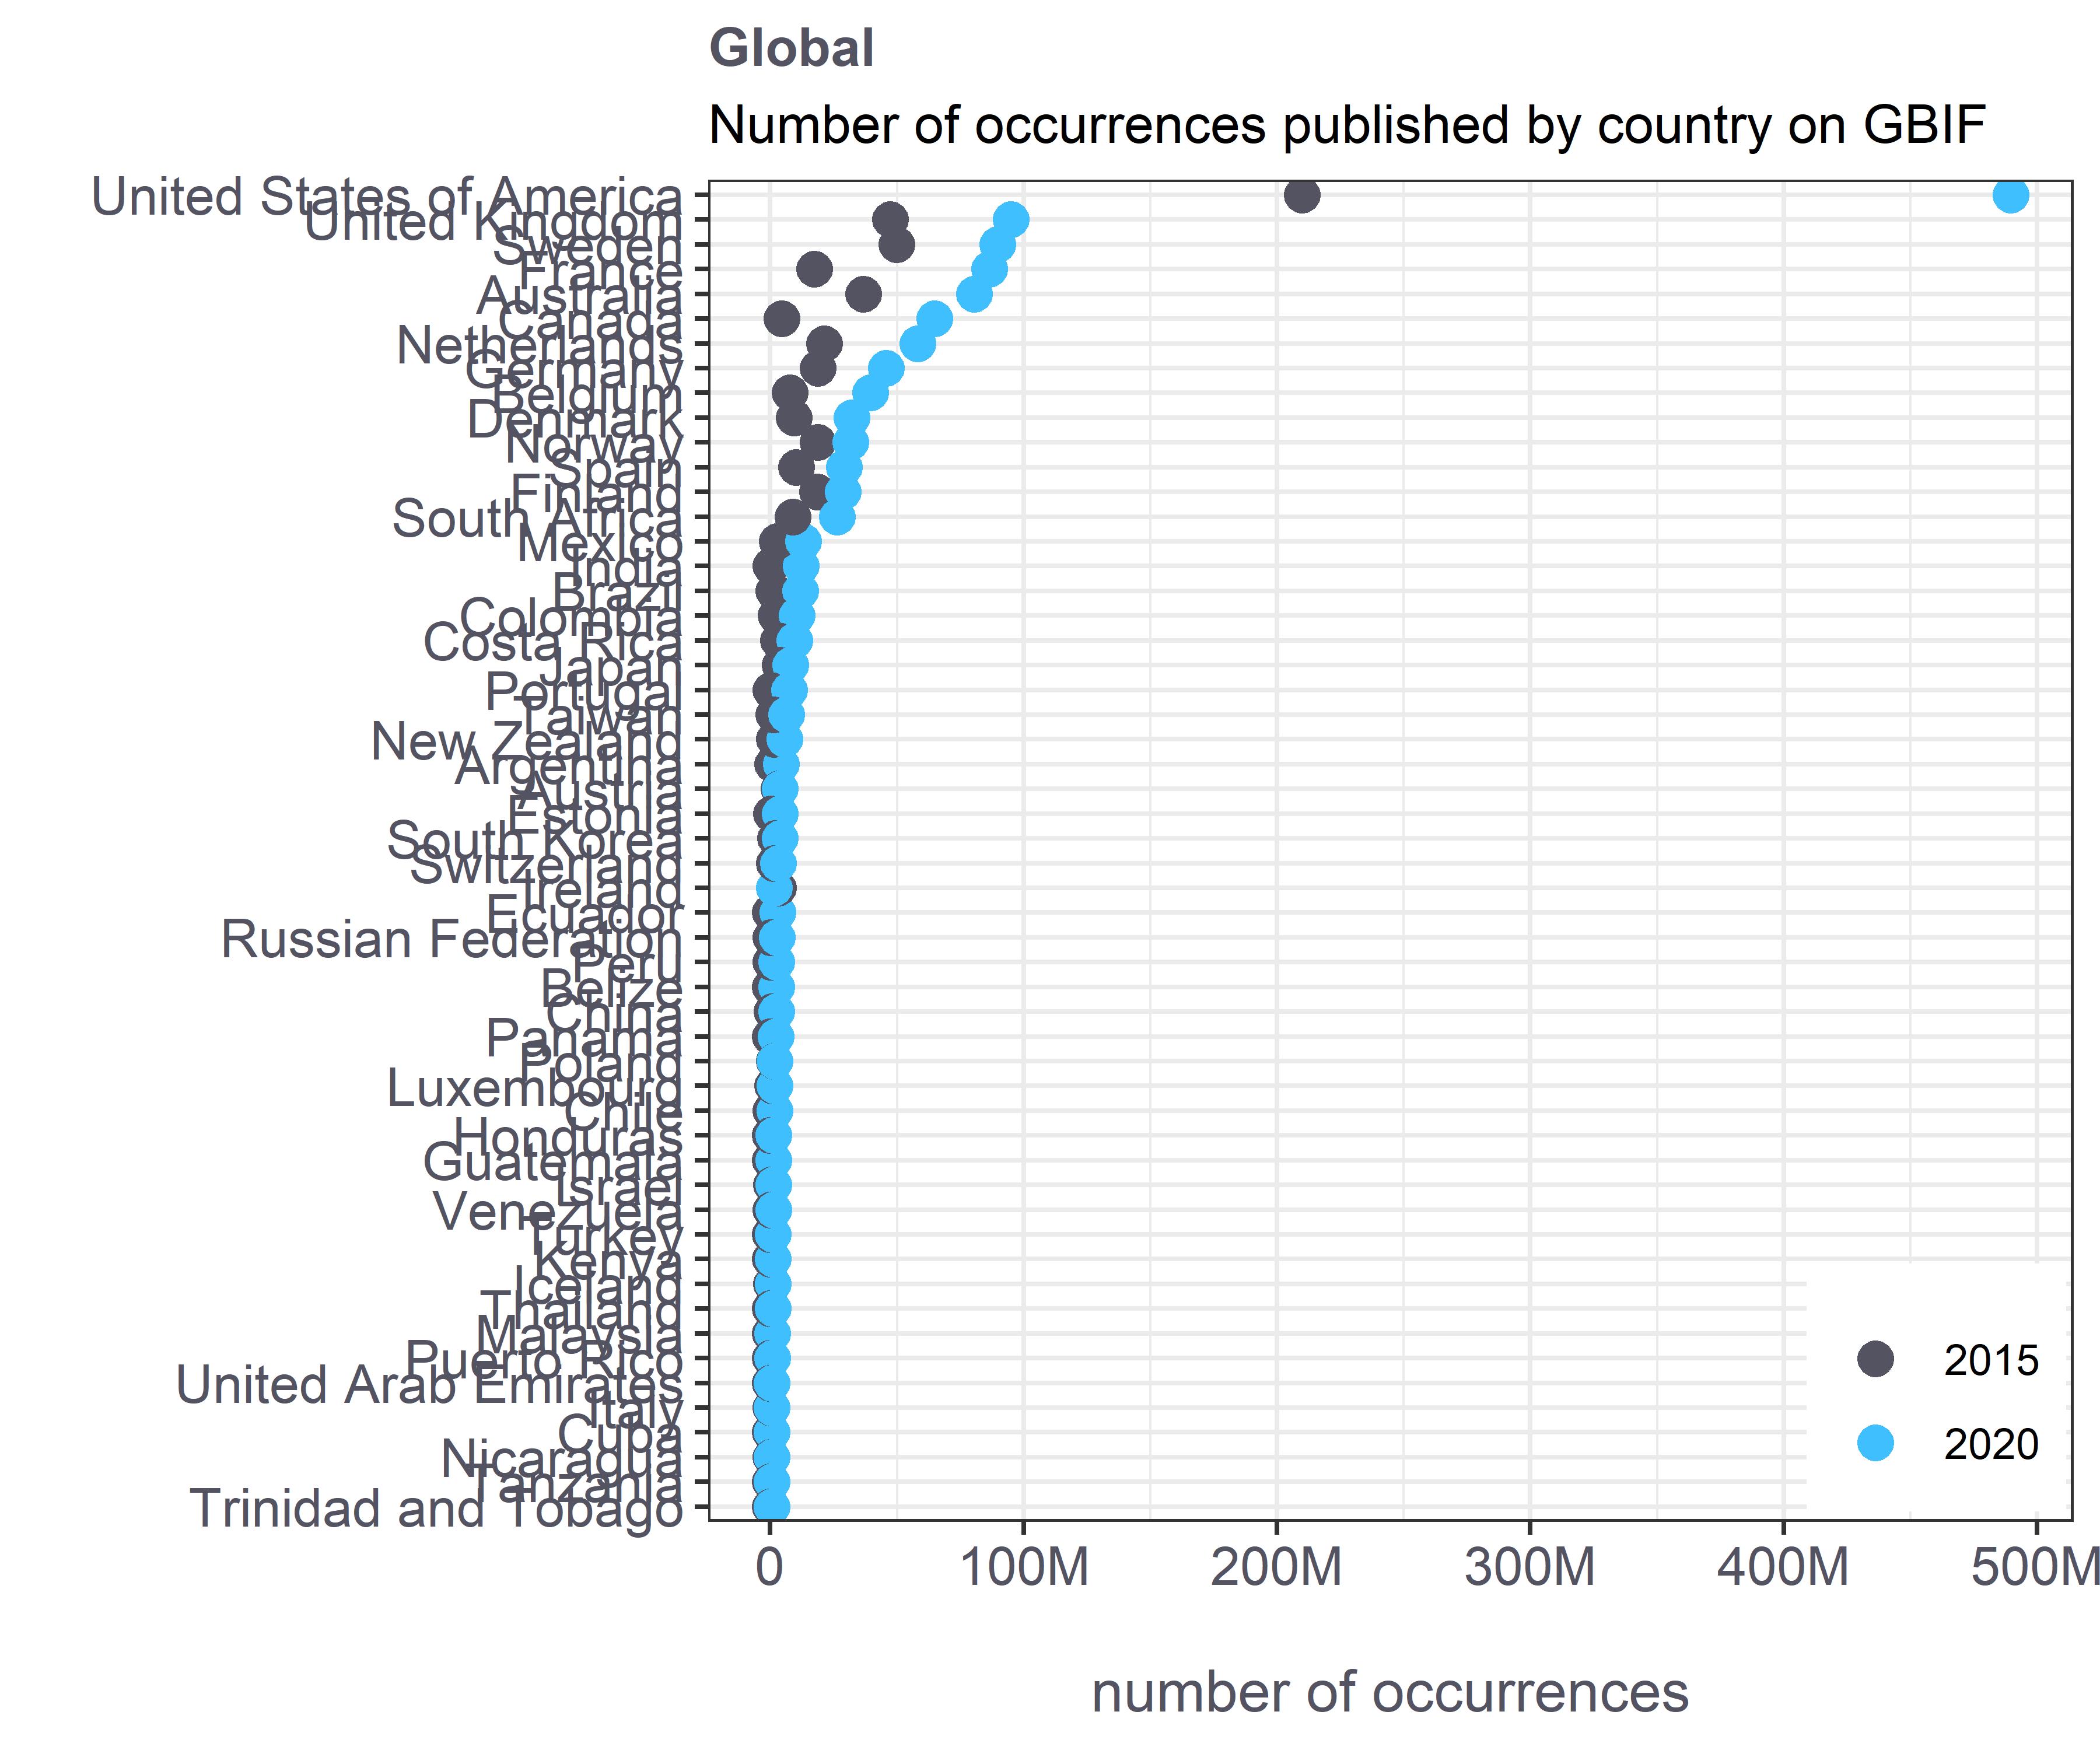 Global
Number of occurrences published by country on GBIF
United States of America
United Kingdom
Sweden
France
Australia
Canada
Netherlands
Germany
Belgium
Denmark
Norway
Spain
Finland
South Africa
Mexico
India
Brazil
Colombia
Costa Rica
Japan
Portugal
Taiwan
New Zealand
Argentina
Austria
Estonia
South Korea
Switzerland
Ireland
Ecuador
Russian Federation
Peru
Belize
China
Panama
Poland
Luxembourg
Chile
Honduras
Guatemala
Israel
Venezuela
Turkey
Kenya
Iceland
Thailand
Malaysia
Puerto Rico
United Arab Emirates
Italy
Cuba
Nicaragua
Tanzania
Trinidad and Tobago
2015
2020
0 100M 200M 300M 400M 500M
number of occurrences